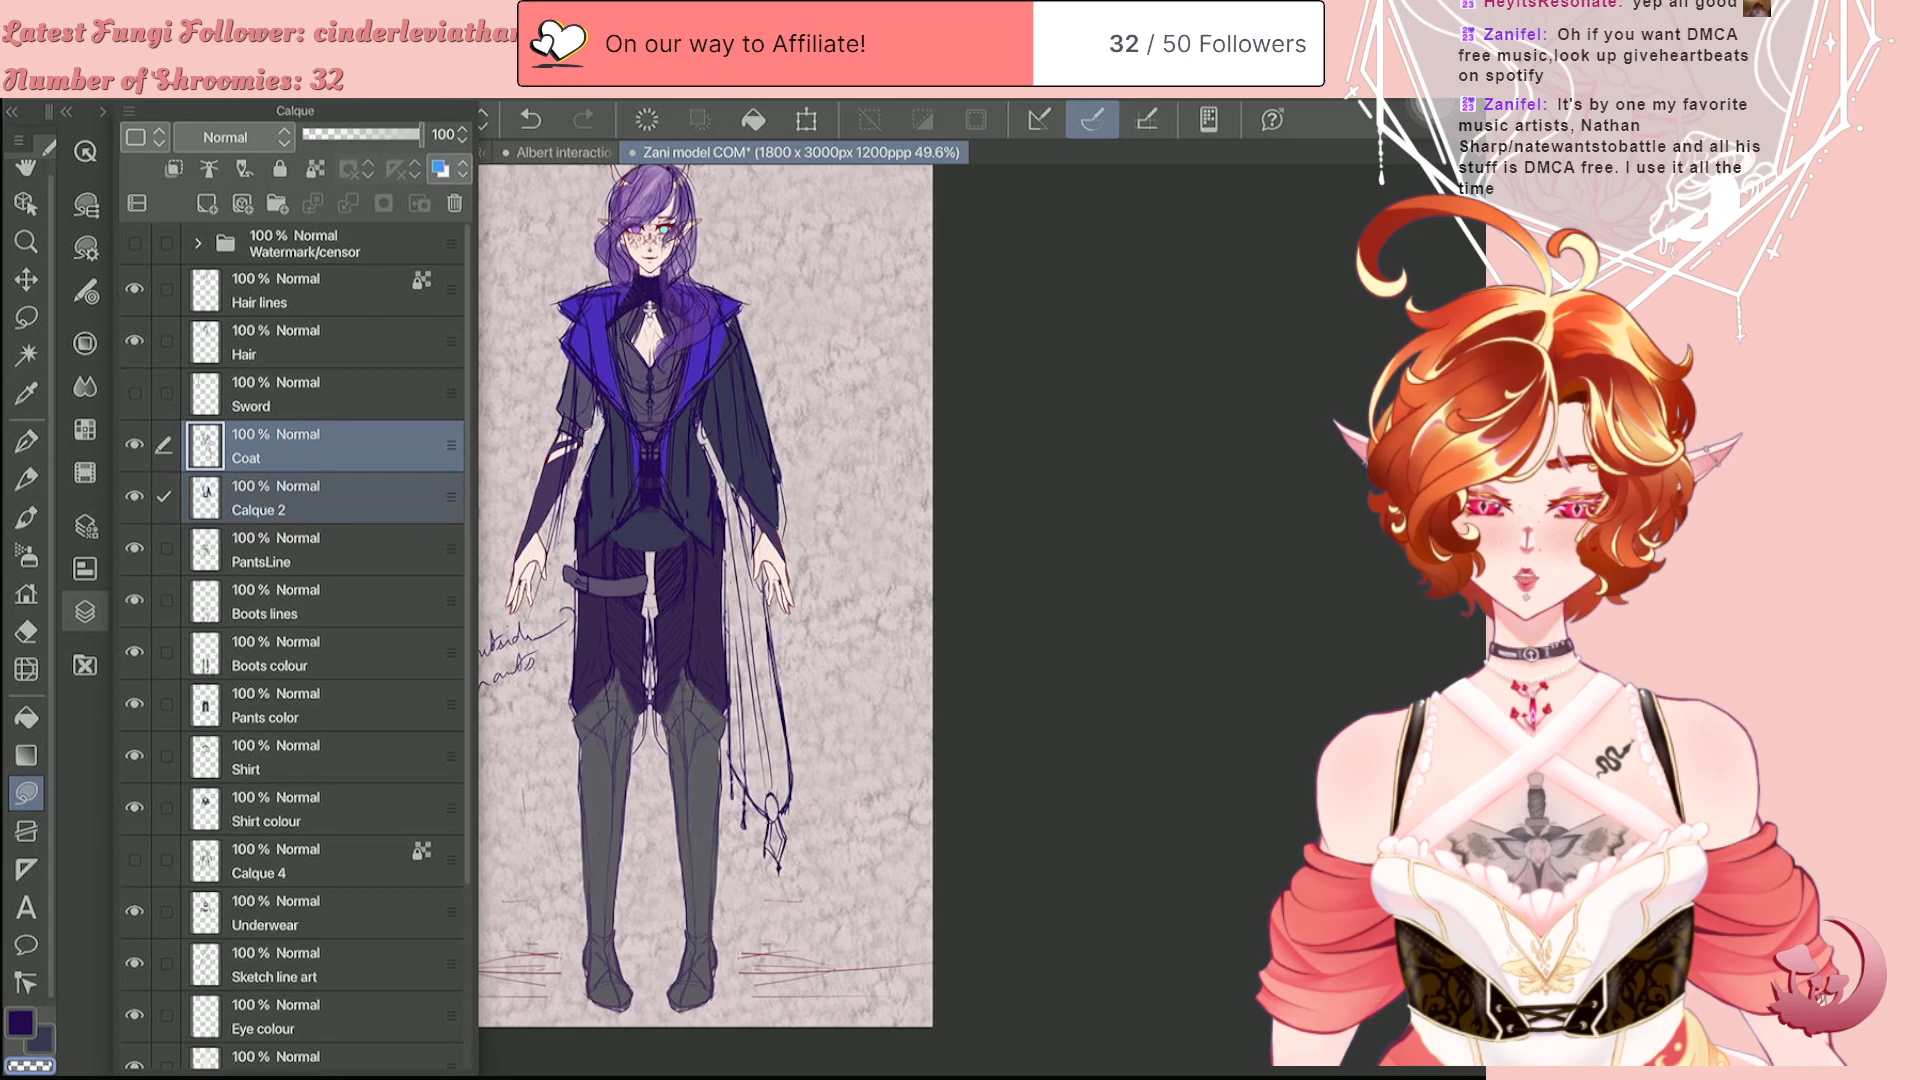 Latest Fungi Follower: cinderleviathan
Number of Shroomies: 32
On our way to Affiliate!
32 / 50 Followers
HeyItsResonate: yep all good
Zanifel: Oh if you want DMCA
free music,look up giveheartbeats
on spotify
Zanifel: It's by one my favorite
music artists, Nathan
Sharp/natewantstobattle and all his
stuff is DMCA free. I use it all the
time
Calque
Normal
100
Albert interactio
Zani model COM* (1800 x 3000px 1200ppp 49.6%)
100 % Normal
Watermark/censor
100 % Normal
Hair lines
100 % Normal
Hair
100 % Normal
Sword
100 % Normal
Coat
100 % Normal
Calque 2
100 % Normal
PantsLine
100 % Normal
Boots lines
100 % Normal
Boots colour
100 % Normal
Pants color
100 % Normal
Shirt
100 % Normal
Shirt colour
100 % Normal
Calque 4
100 % Normal
Underwear
100 % Normal
Sketch line art
100 % Normal
Eye colour
100 % Normal